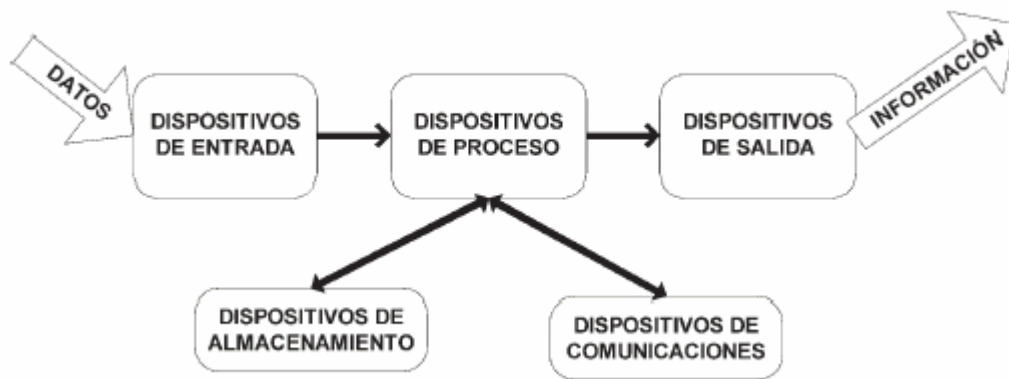 DATOS
DISPOSITIVOS
DE ENTRADA
DISPOSITIVOS
DE PROCESO
DISPOSITIVOS
DE SALIDA
INFORMACIÓN
DISPOSITIVOS DE
ALMACENAMIENTO
DISPOSITIVOS DE
COMUNICACIONES